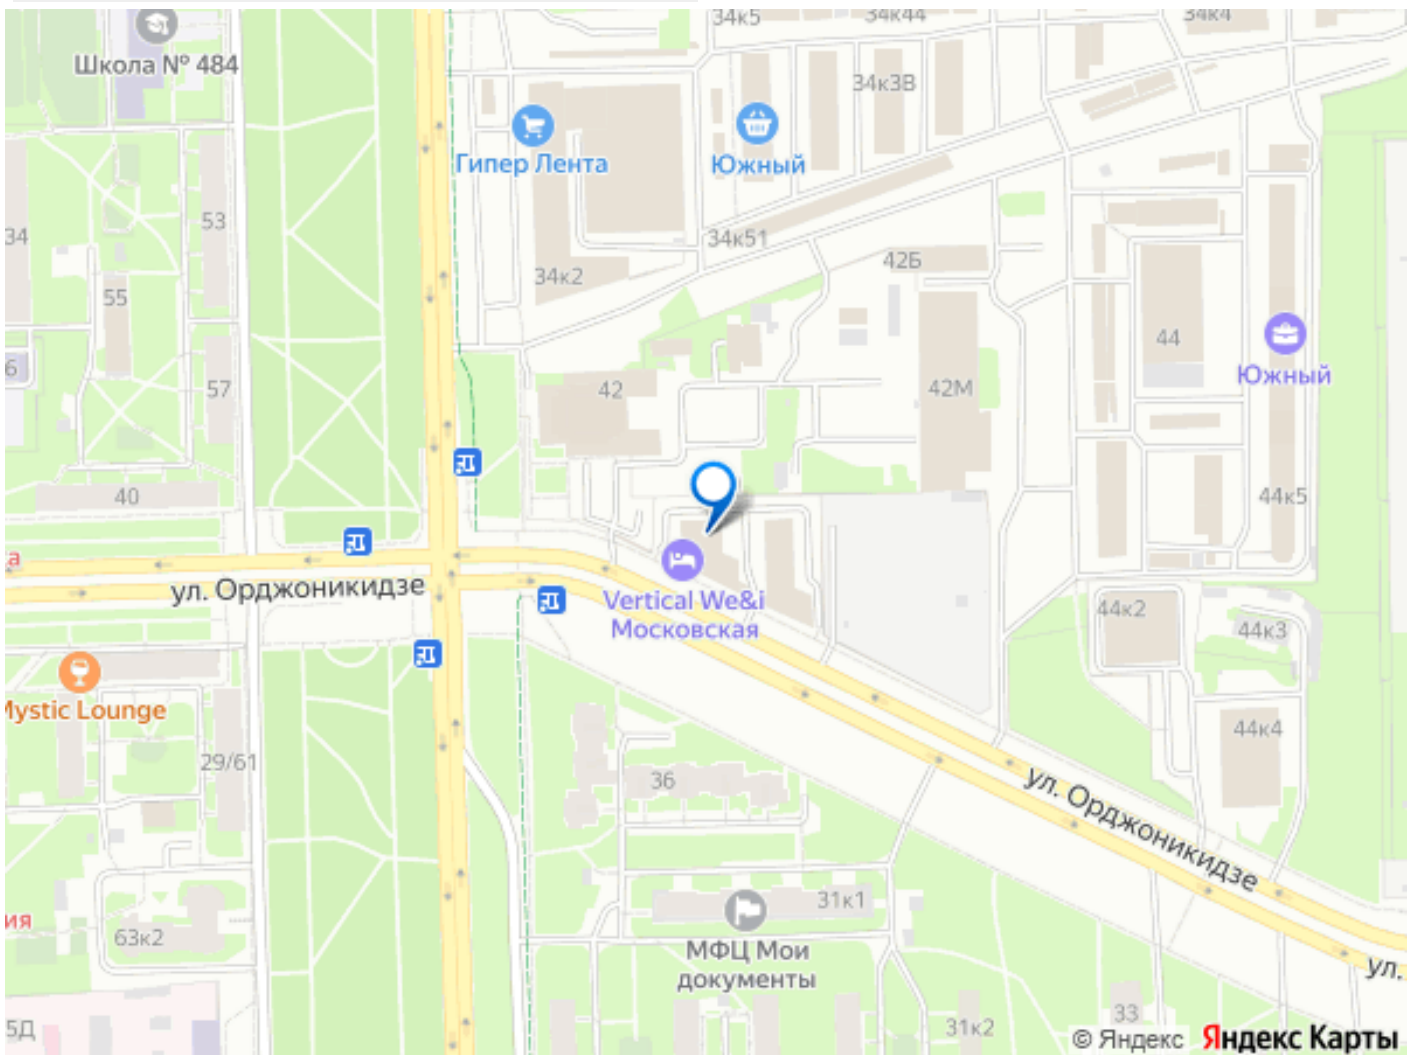 34к5
34к44
34к4
Школа № 484
34к3В
Гипер Лента
Южный
53
34
34к51
42Б
34к2
55
44
6
57
42
42М
Южный
40
44к5
а
ул. Орджоникидзе
Vertical We&i
Московская
44к2
44к3
Mystic Lounge
44к4
29/61
36
ул. Орджоникидзе
31к1
ия
63к2
МФЦ Мои
документы
ул.
5Д
31к2
33
© Яндекс Яндекс Карты